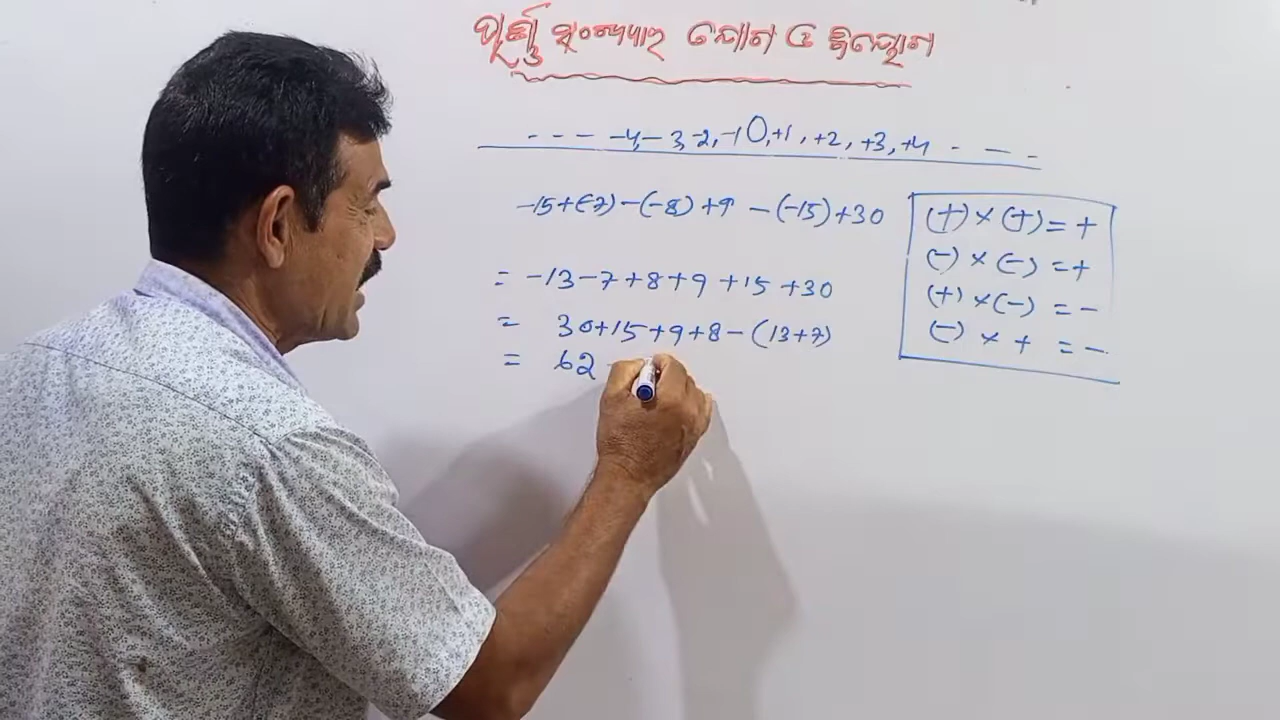 ପୂର୍ଣ୍ଣ ସଂଖ୍ୟାର ଯୋଗ ଓ ବିୟୋଗ
- - - -4, -3, -2, -1 0, +1, +2, +3, +4 - - -
-15+(-7) -(-8) +9 -(-15) +30
= -13 -7 +8 +9 +15 +30
= 30+15+9+8-(13+7)
= 62 -
(+) × (+) = +
(-) × (-) = +
(+) × (-) = -
(-) × + = -